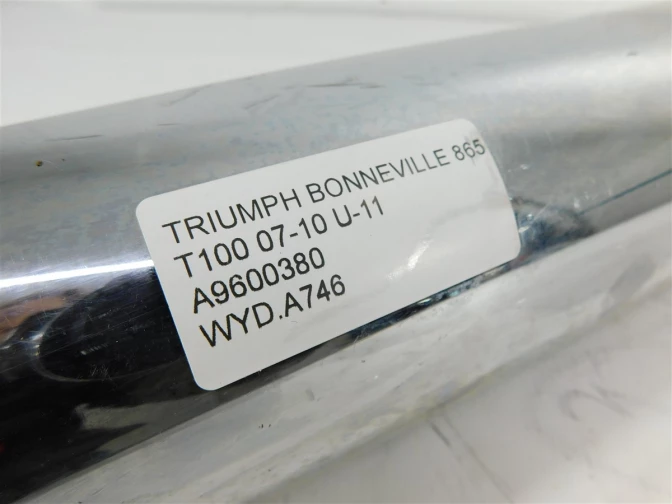 TRIUMPH BONNEVILLE 865
T100 07-10 U-11
A9600380
WYD.A746